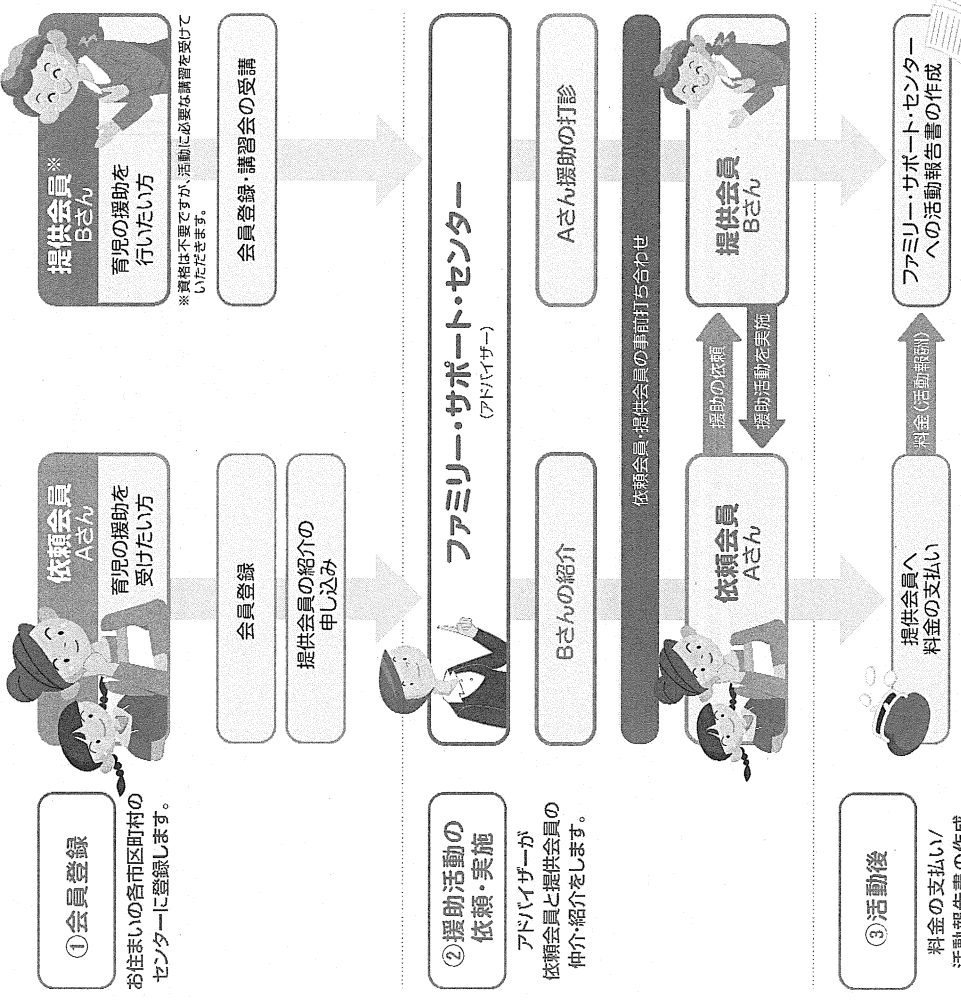 ①会員登録
お住まいの各市区町村の
センターに登録します。
依頼会員
Aさん
育児の援助を
受けたい方
提供会員※
Bさん
育児の援助を
行いたい方
※資格は不要ですが、活動に必要な講習を受けて
いただきます。
会員登録
提供会員の紹介の
申し込み
会員登録・講習会の受講
②援助活動の
依頼・実施
アドバイザーが
依頼会員と提供会員の
仲介・紹介をします。
ファミリー・サポート・センター
(アドバイザー)
Bさんの紹介
Aさん援助の打診
依頼会員・提供会員の事前打ち合わせ
依頼会員
Aさん
援助の依頼
援助活動を実施
提供会員
Bさん
③活動後
料金の支払い/
活動報告書の作成
提供会員へ
料金の支払い
料金(活動報酬)
ファミリー・サポート・センター
への活動報告書の作成